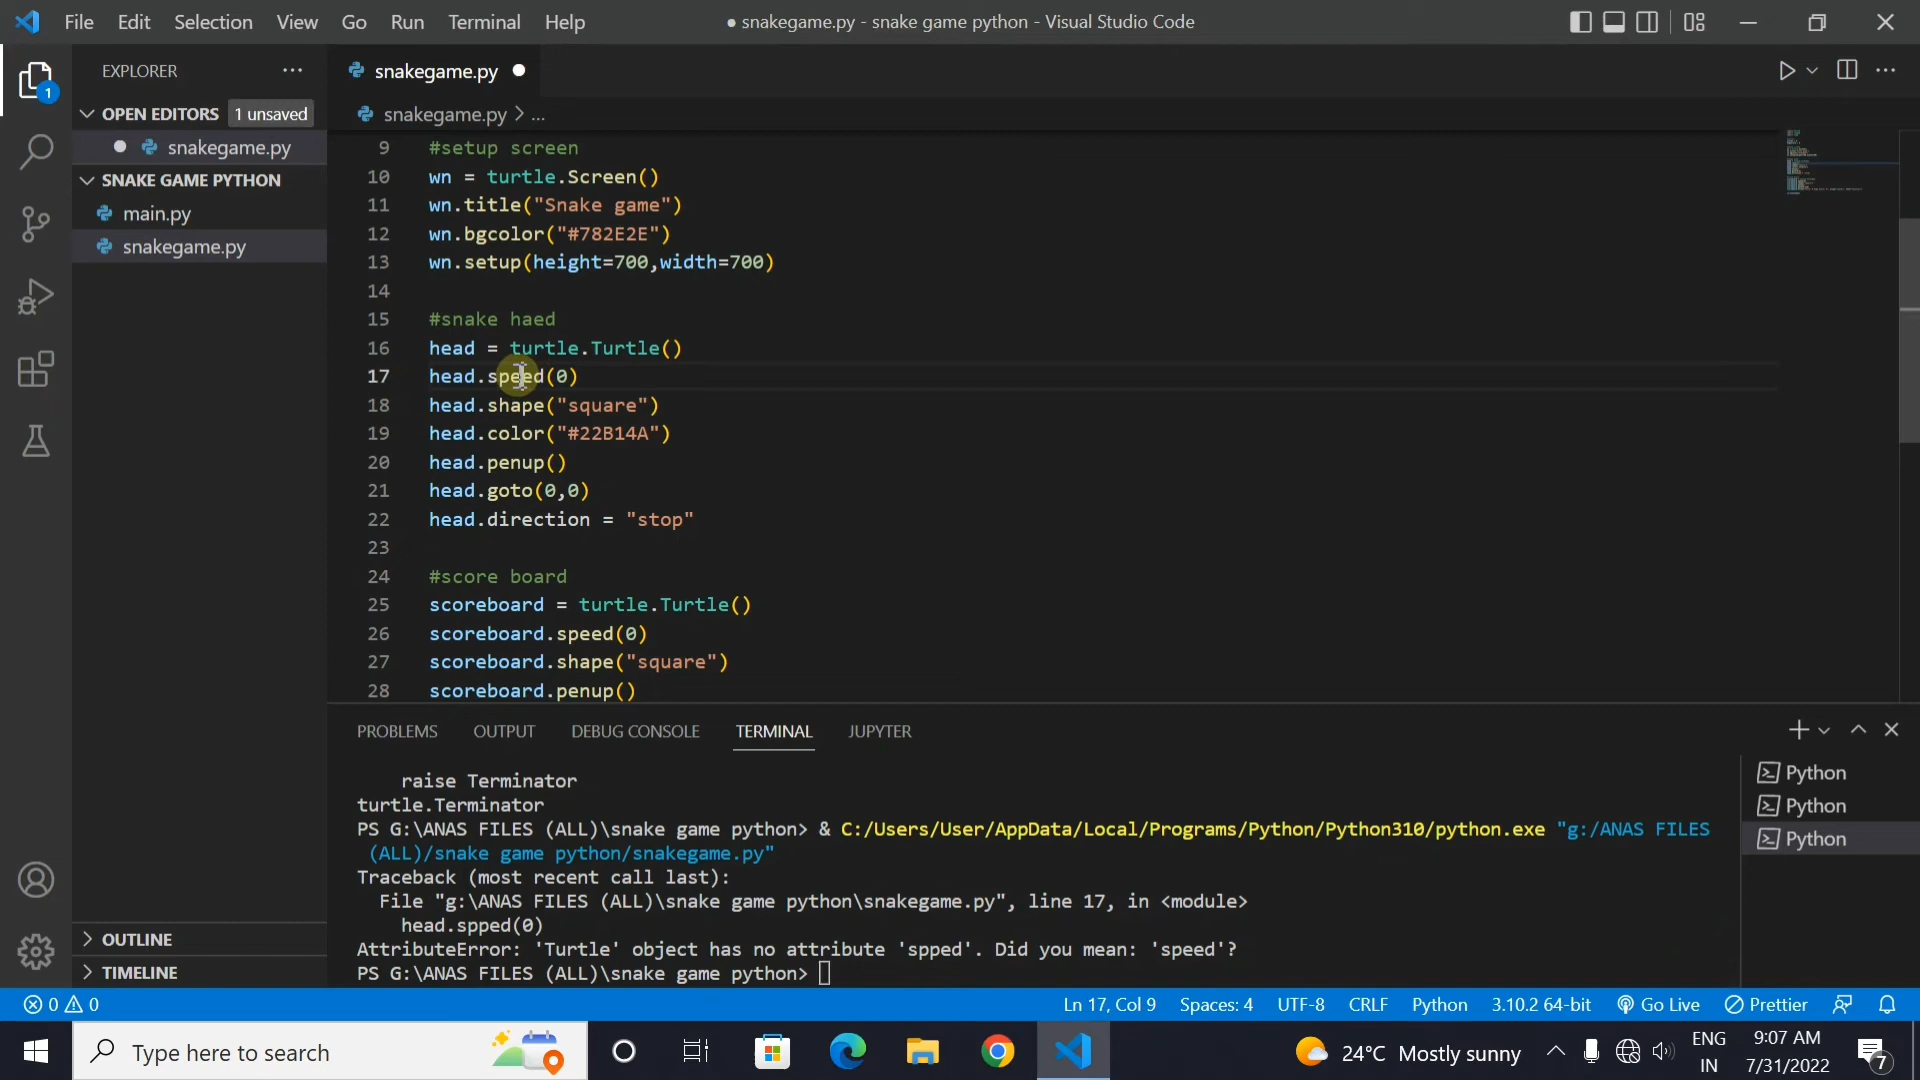 File Edit Selection View Go Run Terminal Help
● snakegame.py - snake game python - Visual Studio Code
EXPLORER
OPEN EDITORS 1 unsaved
snakegame.py
SNAKE GAME PYTHON
main.py
snakegame.py
OUTLINE
TIMELINE
1
snakegame.py
snakegame.py > ...
9 #setup screen
10 wn = turtle.Screen()
11 wn.title("Snake game")
12 wn.bgcolor("#782E2E")
13 wn.setup(height=700,width=700)
14
15 #snake haed
16 head = turtle.Turtle()
17 head.speed(0)
18 head.shape("square")
19 head.color("#22B14A")
20 head.penup()
21 head.goto(0,0)
22 head.direction = "stop"
23
24 #score board
25 scoreboard = turtle.Turtle()
26 scoreboard.speed(0)
27 scoreboard.shape("square")
28 scoreboard.penup()
PROBLEMS OUTPUT DEBUG CONSOLE TERMINAL JUPYTER
raise Terminator
turtle.Terminator
PS G:\ANAS FILES (ALL)\snake game python> & C:/Users/User/AppData/Local/Programs/Python/Python310/python.exe "g:/ANAS FILES
(ALL)/snake game python/snakegame.py"
Traceback (most recent call last):
File "g:\ANAS FILES (ALL)\snake game python\snakegame.py", line 17, in <module>
head.spped(0)
AttributeError: 'Turtle' object has no attribute 'spped'. Did you mean: 'speed'?
PS G:\ANAS FILES (ALL)\snake game python>
Python
Python
Python
0 0
Ln 17, Col 9 Spaces: 4 UTF-8 CRLF Python 3.10.2 64-bit Go Live Prettier
Type here to search
24°C Mostly sunny
ENG
IN
9:07 AM
7/31/2022
7